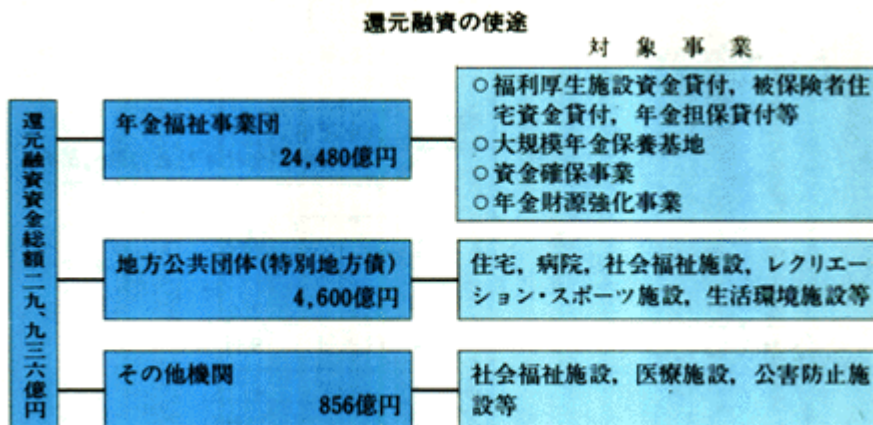 還元融資の使途
対象事業
還元融資資金総額二九、九三六億円
年金福祉事業団
24,480億円
○福利厚生施設資金貸付，被保険者住
宅資金貸付，年金担保貸付等
○大規模年金保養基地
○資金確保事業
○年金財源強化事業
地方公共団体(特別地方債)
4,600億円
住宅，病院，社会福祉施設，レクリエー
ション・スポーツ施設，生活環境施設等
その他機関
856億円
社会福祉施設，医療施設，公害防止施
設等